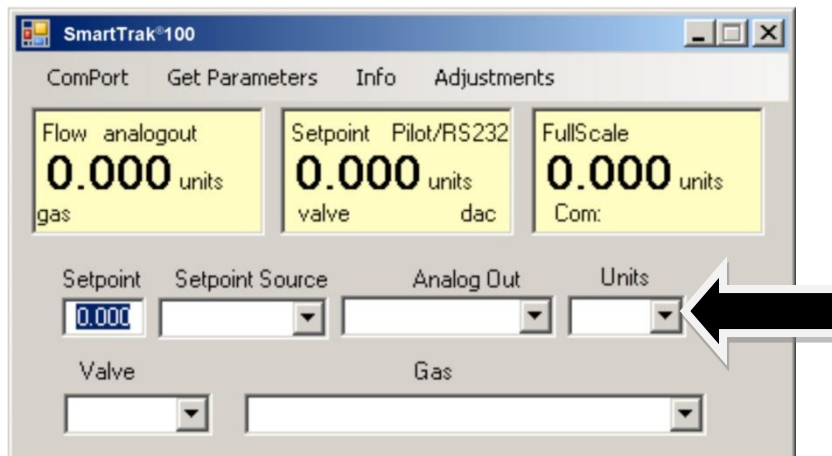 SmartTrak®100
ComPort Get Parameters Info Adjustments
Flow analogout
0.000 units
gas
Setpoint Pilot/RS232
0.000 units
valve dac
FullScale
0.000 units
Com:
Setpoint Setpoint Source Analog Out Units
0.000
Valve Gas